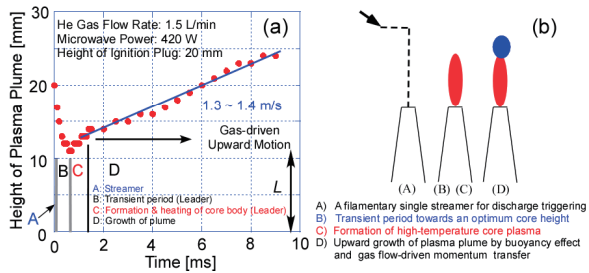 He Gas Flow Rate: 1.5 L/min
(a)
Microwave Power: 420 W
Height of Ignition Plug: 20 mm
Height of Plasma Plume [mm]
30
20
10
0
1.3 ~ 1.4 m/s
Gas-driven
Upward Motion
B
C
D
L
A
A: Streamer
B: Transient period (Leader)
C: Formation & heating of core body (Leader)
D: Growth of plume
0 2 4 6 8 10
Time [ms]
(b)
(A) (B) (C) (D)
A) A filamentary single streamer for discharge triggering
B) Transient period towards an optimum core height
C) Formation of high-temperature core plasma
D) Upward growth of plasma plume by buoyancy effect
and gas flow-driven momentum transfer